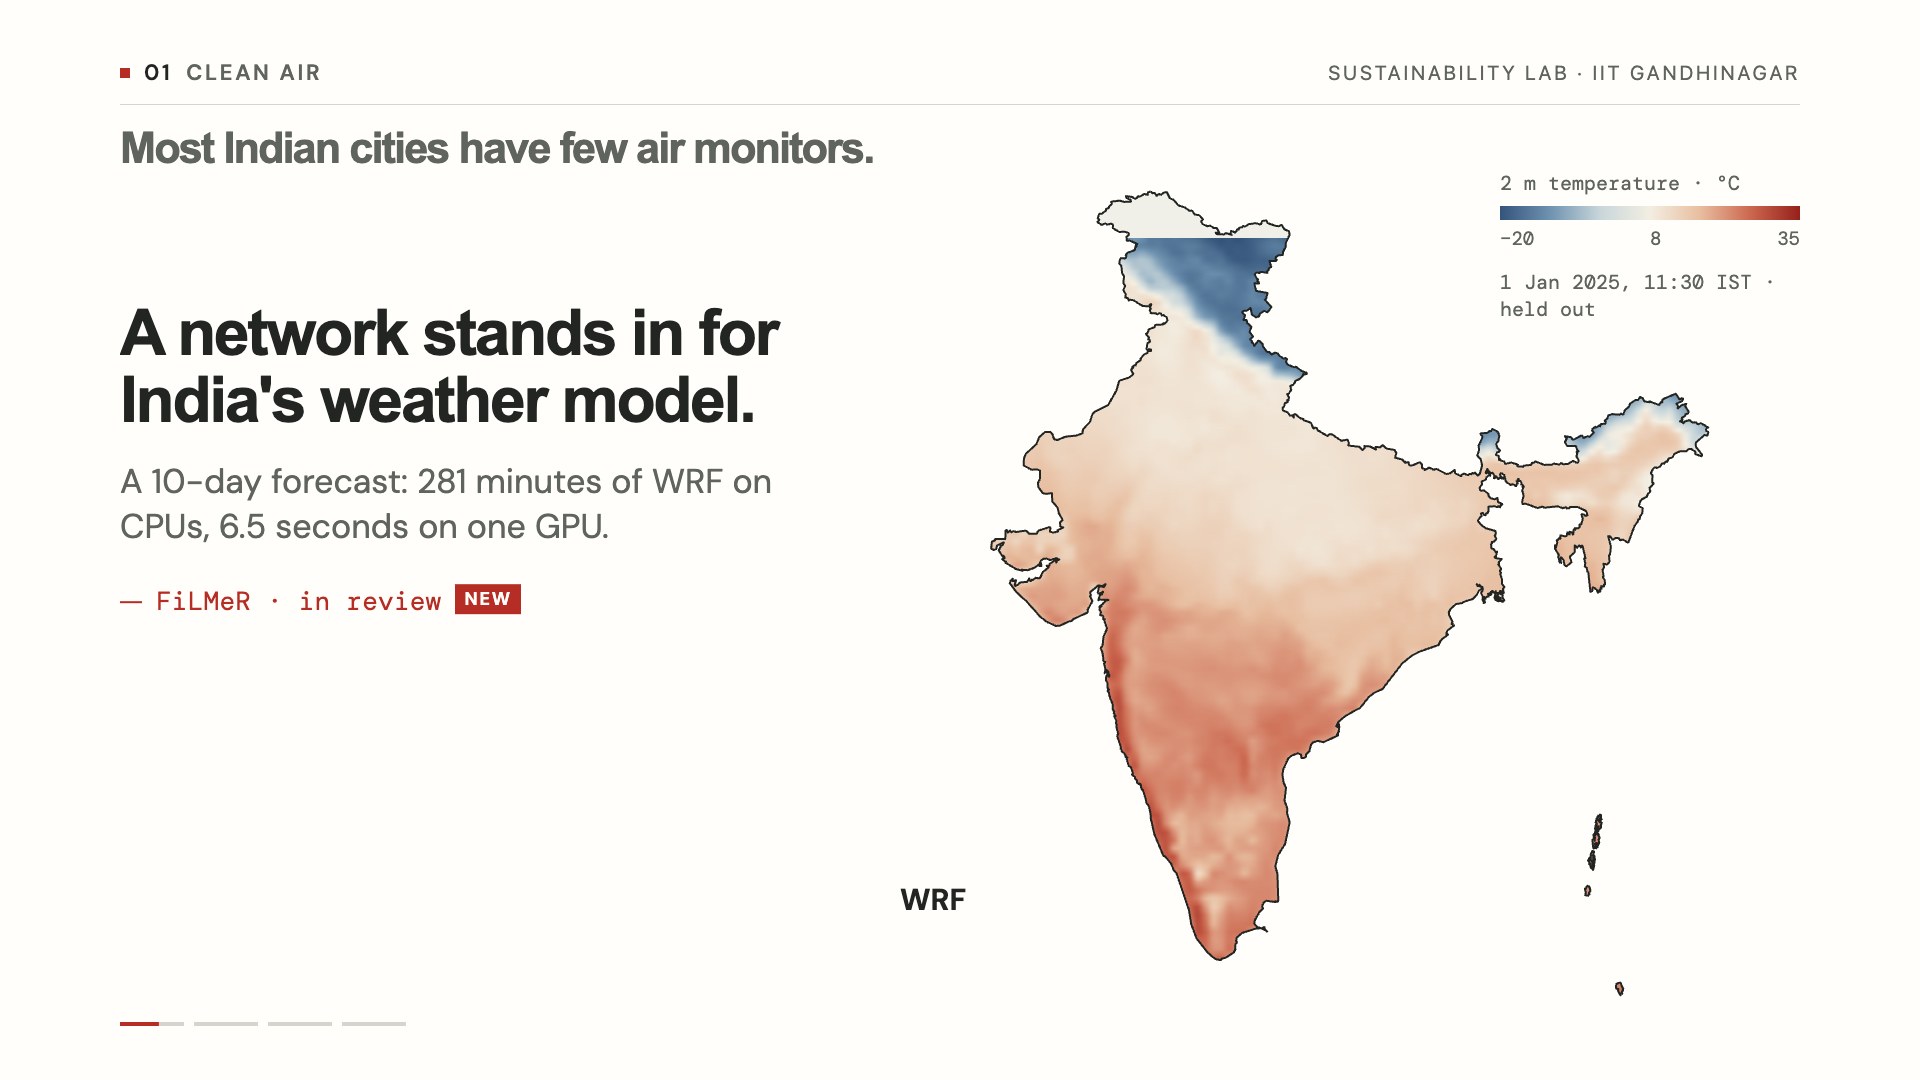 01 CLEAN AIR
SUSTAINABILITY LAB · IIT GANDHINAGAR
Most Indian cities have few air monitors.
2 m temperature · °C
−20 8 35
1 Jan 2025, 11:30 IST ·
held out
A network stands in for
India's weather model.
A 10-day forecast: 281 minutes of WRF on
CPUs, 6.5 seconds on one GPU.
— FiLMeR · in review NEW
WRF